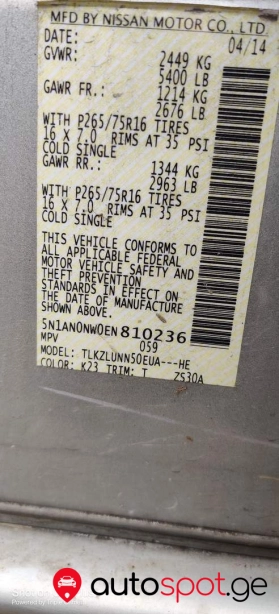 MFD BY NISSAN MOTOR CO., LTD
DATE: 04/14
GVWR: 2449 KG
5400 LB
GAWR FR.: 1214 KG
2676 LB
WITH P265/75R16 TIRES
16 X 7.0 RIMS AT 35 PSI
COLD SINGLE
GAWR RR.: 1344 KG
2963 LB
WITH P265/75R16 TIRES
16 X 7.0 RIMS AT 35 PSI
COLD SINGLE
THIS VEHICLE CONFORMS TO
ALL APPLICABLE FEDERAL
MOTOR VEHICLE SAFETY AND
THEFT PREVENTION
STANDARDS IN EFFECT ON
THE DATE OF MANUFACTURE
SHOWN ABOVE.
5N1AN0NW0EN810236
MPV 059
MODEL: TLKZLUNN50EUA---HE
COLOR: K23 TRIM: T ZS30A
autospot.ge